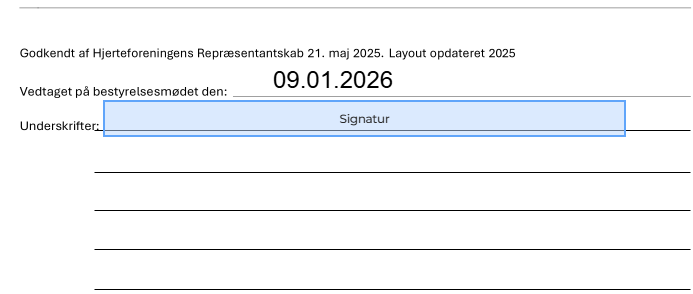 Godkendt af Hjerteforeningens Repræsentantskab 21. maj 2025. Layout opdateret 2025
Vedtaget på bestyrelsesmødet den: 09.01.2026
Underskrifter: Signatur